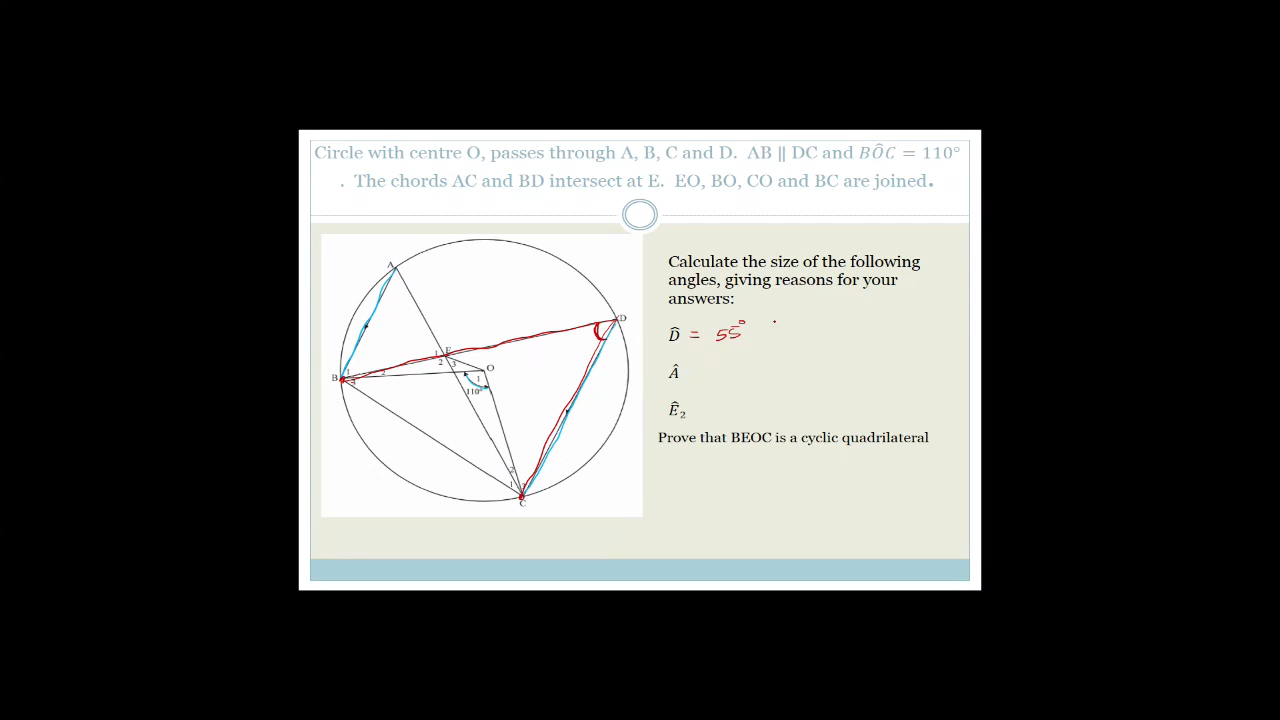 Circle with centre O, passes through A, B, C and D. AB ∥ DC and BÔC = 110°
. The chords AC and BD intersect at E. EO, BO, CO and BC are joined.
Calculate the size of the following
angles, giving reasons for your
answers:
D̂ = 55°
Â
Ê₂
Prove that BEOC is a cyclic quadrilateral
A
D
E
1
2
3
O
1
110°
B
1
2
3
2
1
3
C